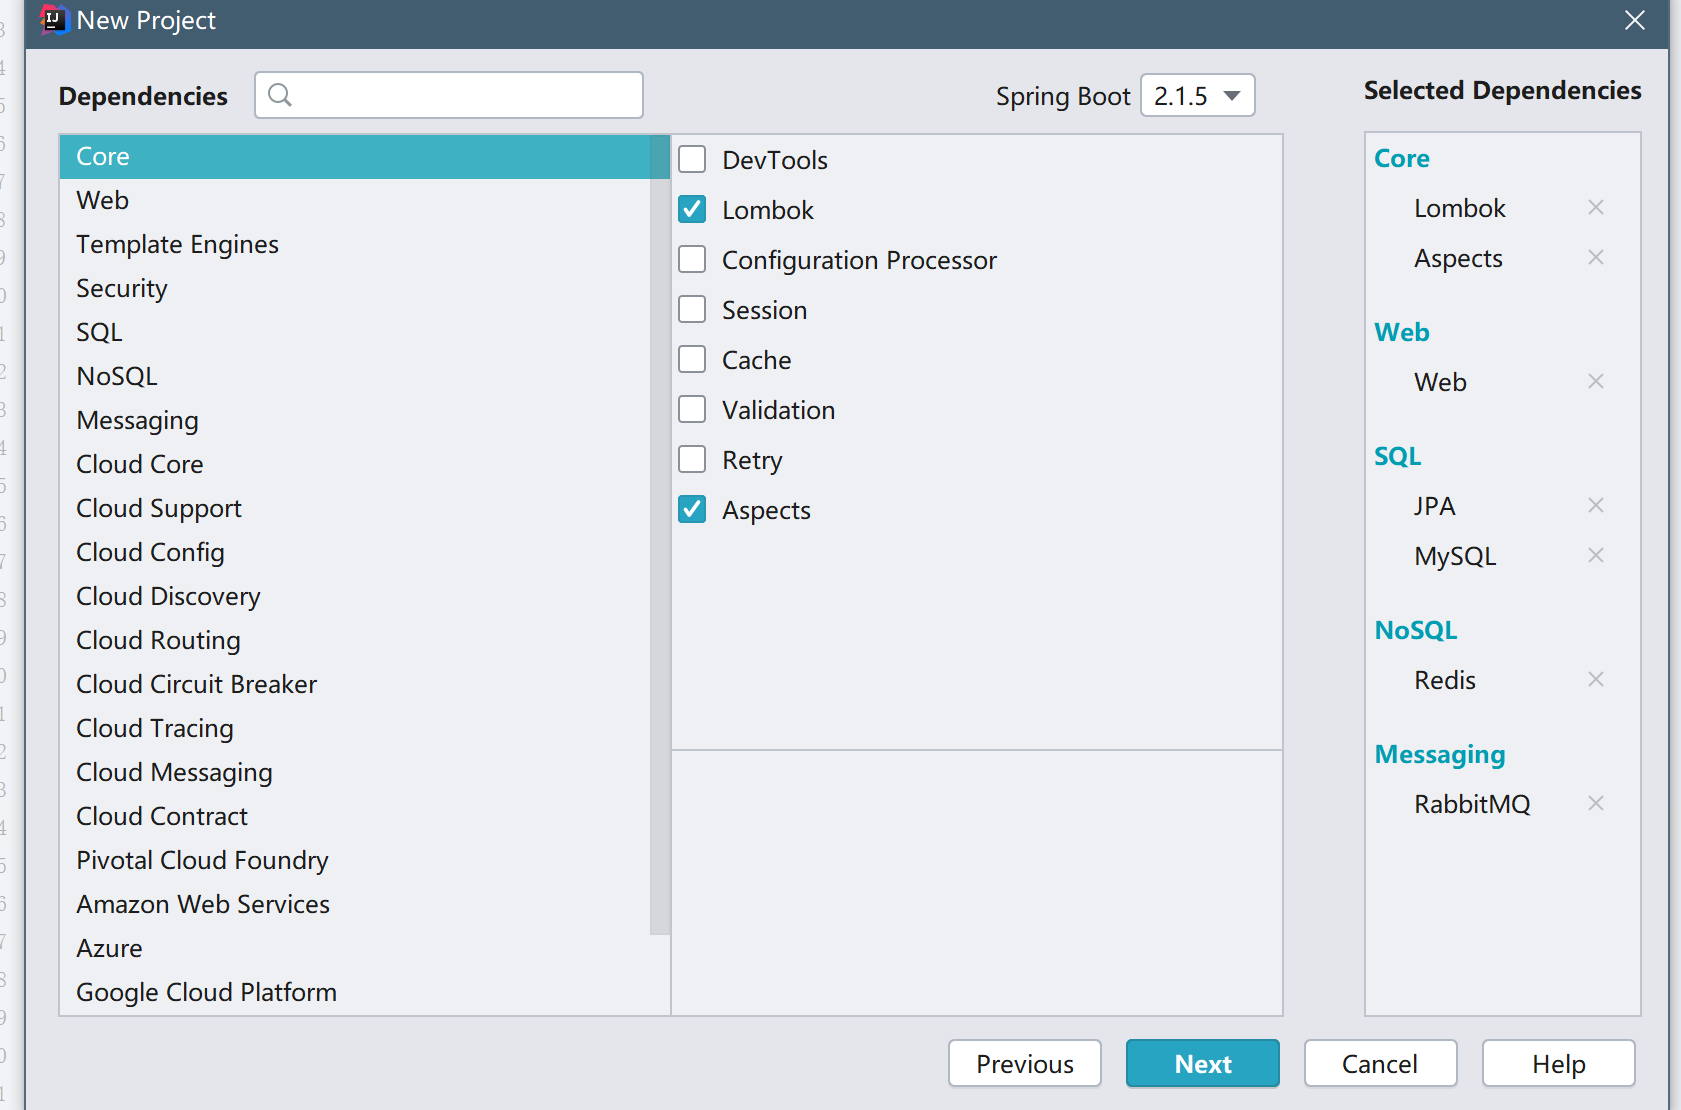 New Project
Dependencies
Spring Boot 2.1.5
Selected Dependencies
Core
Web
Template Engines
Security
SQL
NoSQL
Messaging
Cloud Core
Cloud Support
Cloud Config
Cloud Discovery
Cloud Routing
Cloud Circuit Breaker
Cloud Tracing
Cloud Messaging
Cloud Contract
Pivotal Cloud Foundry
Amazon Web Services
Azure
Google Cloud Platform
DevTools
Lombok
Configuration Processor
Session
Cache
Validation
Retry
Aspects
Core
Lombok
Aspects
Web
Web
SQL
JPA
MySQL
NoSQL
Redis
Messaging
RabbitMQ
Previous
Next
Cancel
Help